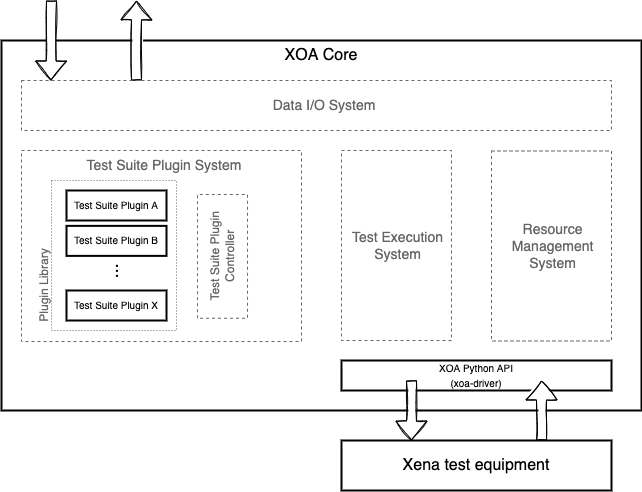 XOA Core
Data I/O System
Test Suite Plugin System
Plugin Library
Test Suite Plugin A
Test Suite Plugin B
⋮
Test Suite Plugin X
Test Suite Plugin
Controller
Test Execution
System
Resource
Management
System
XOA Python API
(xoa-driver)
Xena test equipment